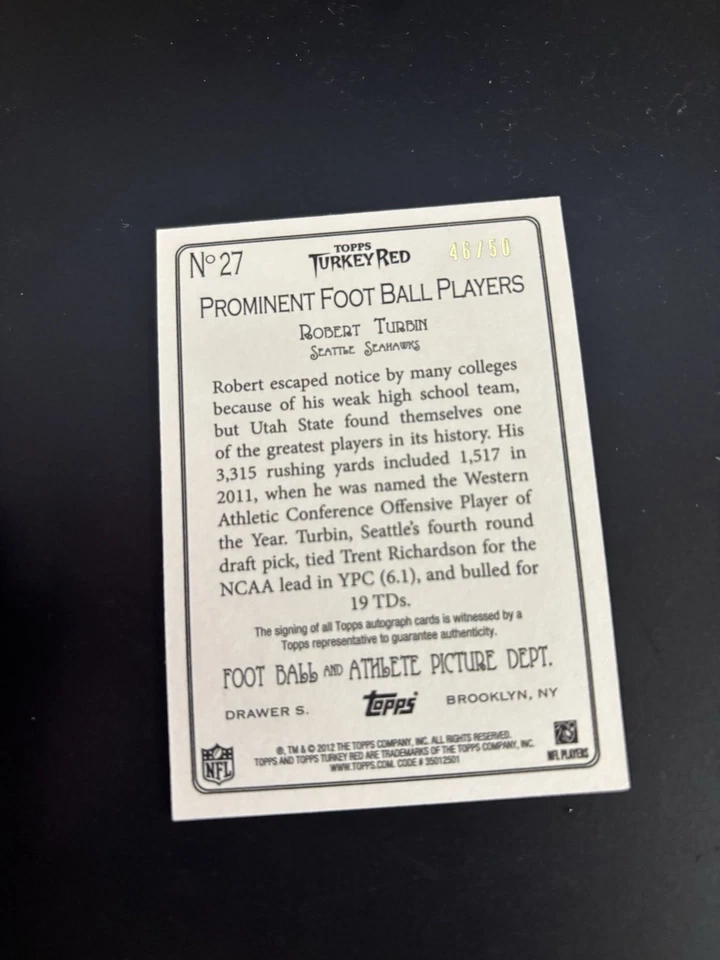 Nº 27
TOPPS
TURKEY RED
46/50
PROMINENT FOOT BALL PLAYERS
ROBERT TURBIN
SEATTLE SEAHAWKS
Robert escaped notice by many colleges
because of his weak high school team,
but Utah State found themselves one
of the greatest players in its history. His
3,315 rushing yards included 1,517 in
2011, when he was named the Western
Athletic Conference Offensive Player of
the Year. Turbin, Seattle's fourth round
draft pick, tied Trent Richardson for the
NCAA lead in YPC (6.1), and bulled for
19 TDs.
The signing of all Topps autograph cards is witnessed by a
Topps representative to guarantee authenticity.
FOOT BALL AND ATHLETE PICTURE DEPT.
DRAWER S.
Topps
BROOKLYN, NY
NFL
®, TM & © 2012 THE TOPPS COMPANY, INC. ALL RIGHTS RESERVED.
TOPPS AND TOPPS TURKEY RED ARE TRADEMARKS OF THE TOPPS COMPANY, INC.
WWW.TOPPS.COM. CODE # 35012501
NFL PLAYERS